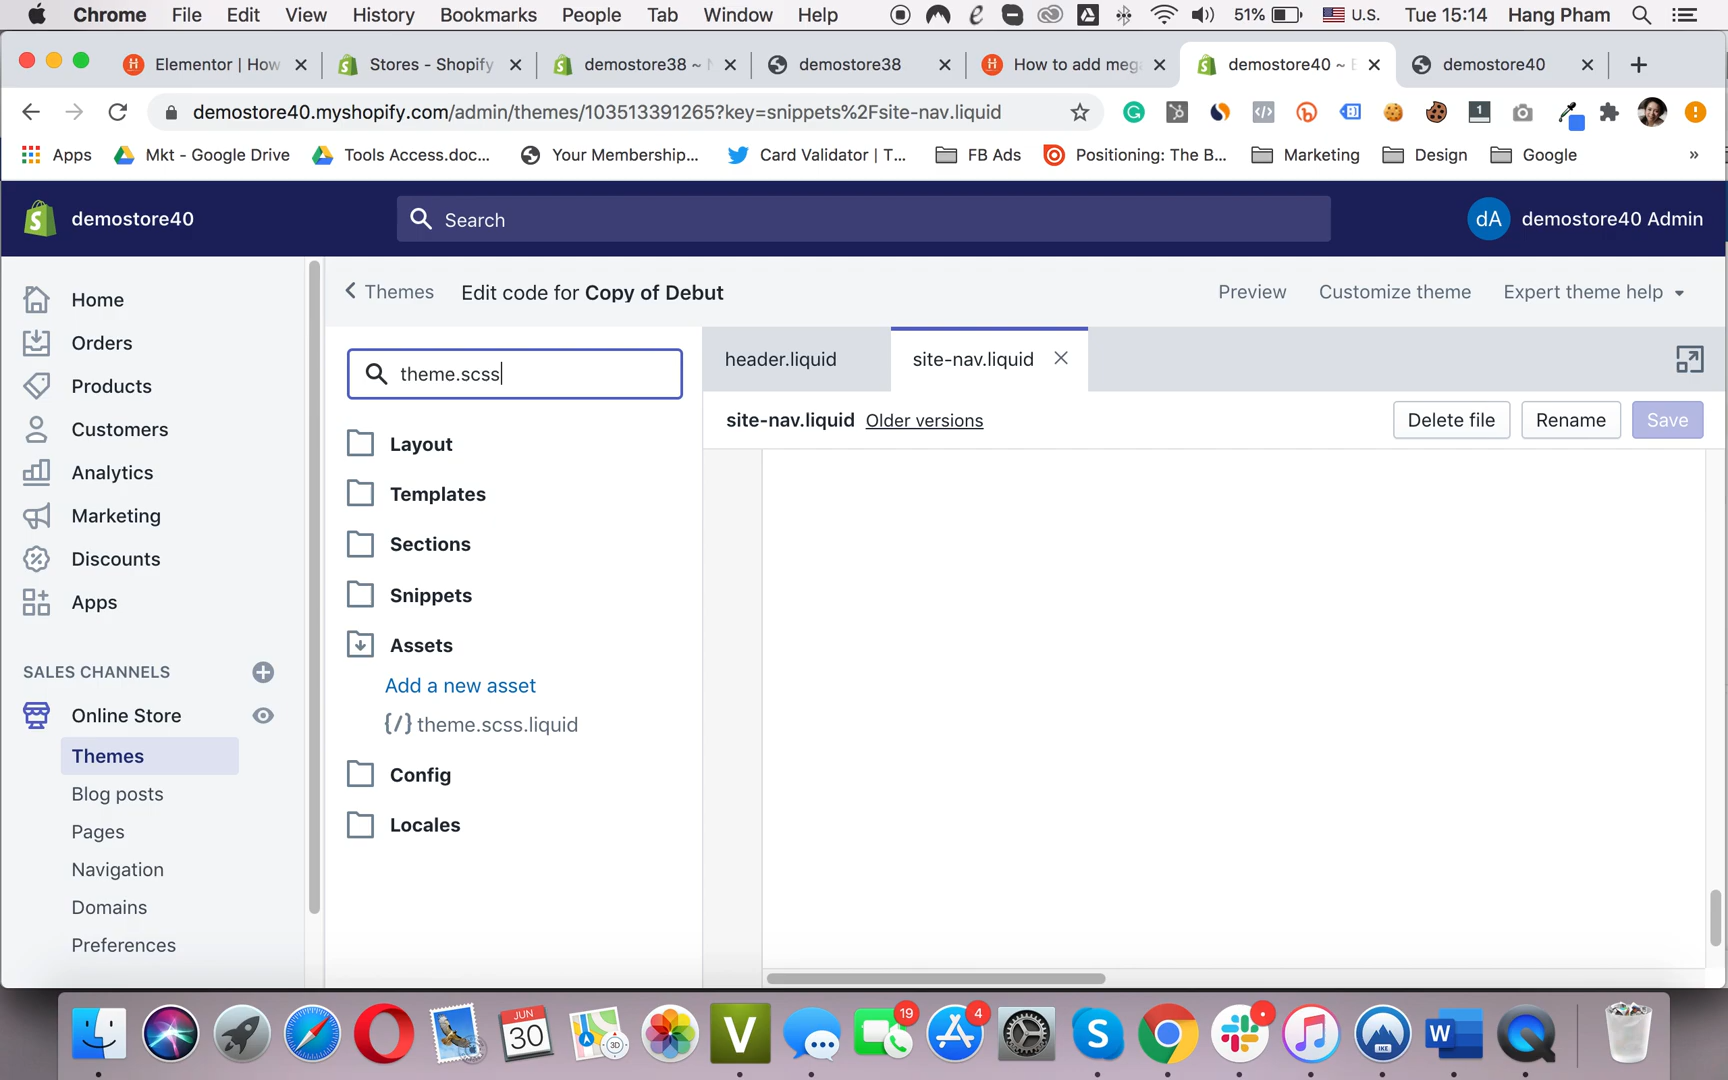 Chrome File Edit View History Bookmarks People Tab Window Help 51% U.S. Tue 15:14 Hang Pham
Elementor | How Stores - Shopify demostore38 ~ demostore38 How to add meg demostore40 ~ demostore40
demostore40.myshopify.com/admin/themes/103513391265?key=snippets%2Fsite-nav.liquid
Apps Mkt - Google Drive Tools Access.doc... Your Membership... Card Validator | T... FB Ads Positioning: The B... Marketing Design Google »
demostore40 Search dA demostore40 Admin
Home
Orders
Products
Customers
Analytics
Marketing
Discounts
Apps
SALES CHANNELS
Online Store
Themes
Blog posts
Pages
Navigation
Domains
Preferences
Themes Edit code for Copy of Debut Preview Customize theme Expert theme help
theme.scss
Layout
Templates
Sections
Snippets
Assets
Add a new asset
{/} theme.scss.liquid
Config
Locales
header.liquid site-nav.liquid
site-nav.liquid Older versions Delete file Rename Save
JUN
30
3D
V
19
4
S
IKE
W